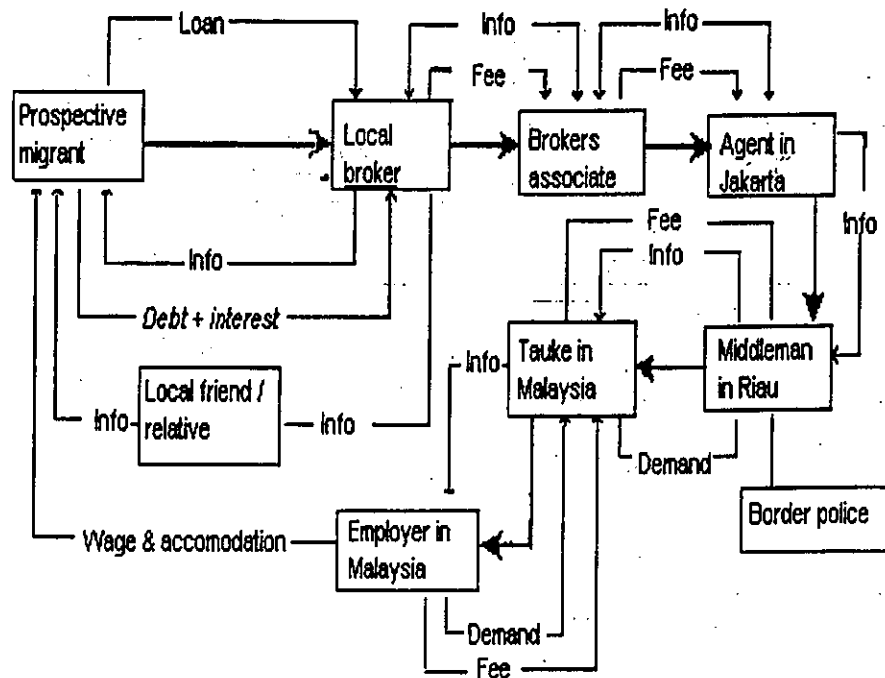 Loan
Info
Info
Fee
Fee
Prospective
migrant
Local
broker
Brokers
associate
Agent in
Jakarta
Fee
Info
Info
Info
Debt + interest
Tauke in
Malaysia
Middleman
in Riau
Info
Local friend /
relative
Info
Info
Demand
Border police
Wage & accomodation
Employer in
Malaysia
Demand
Fee